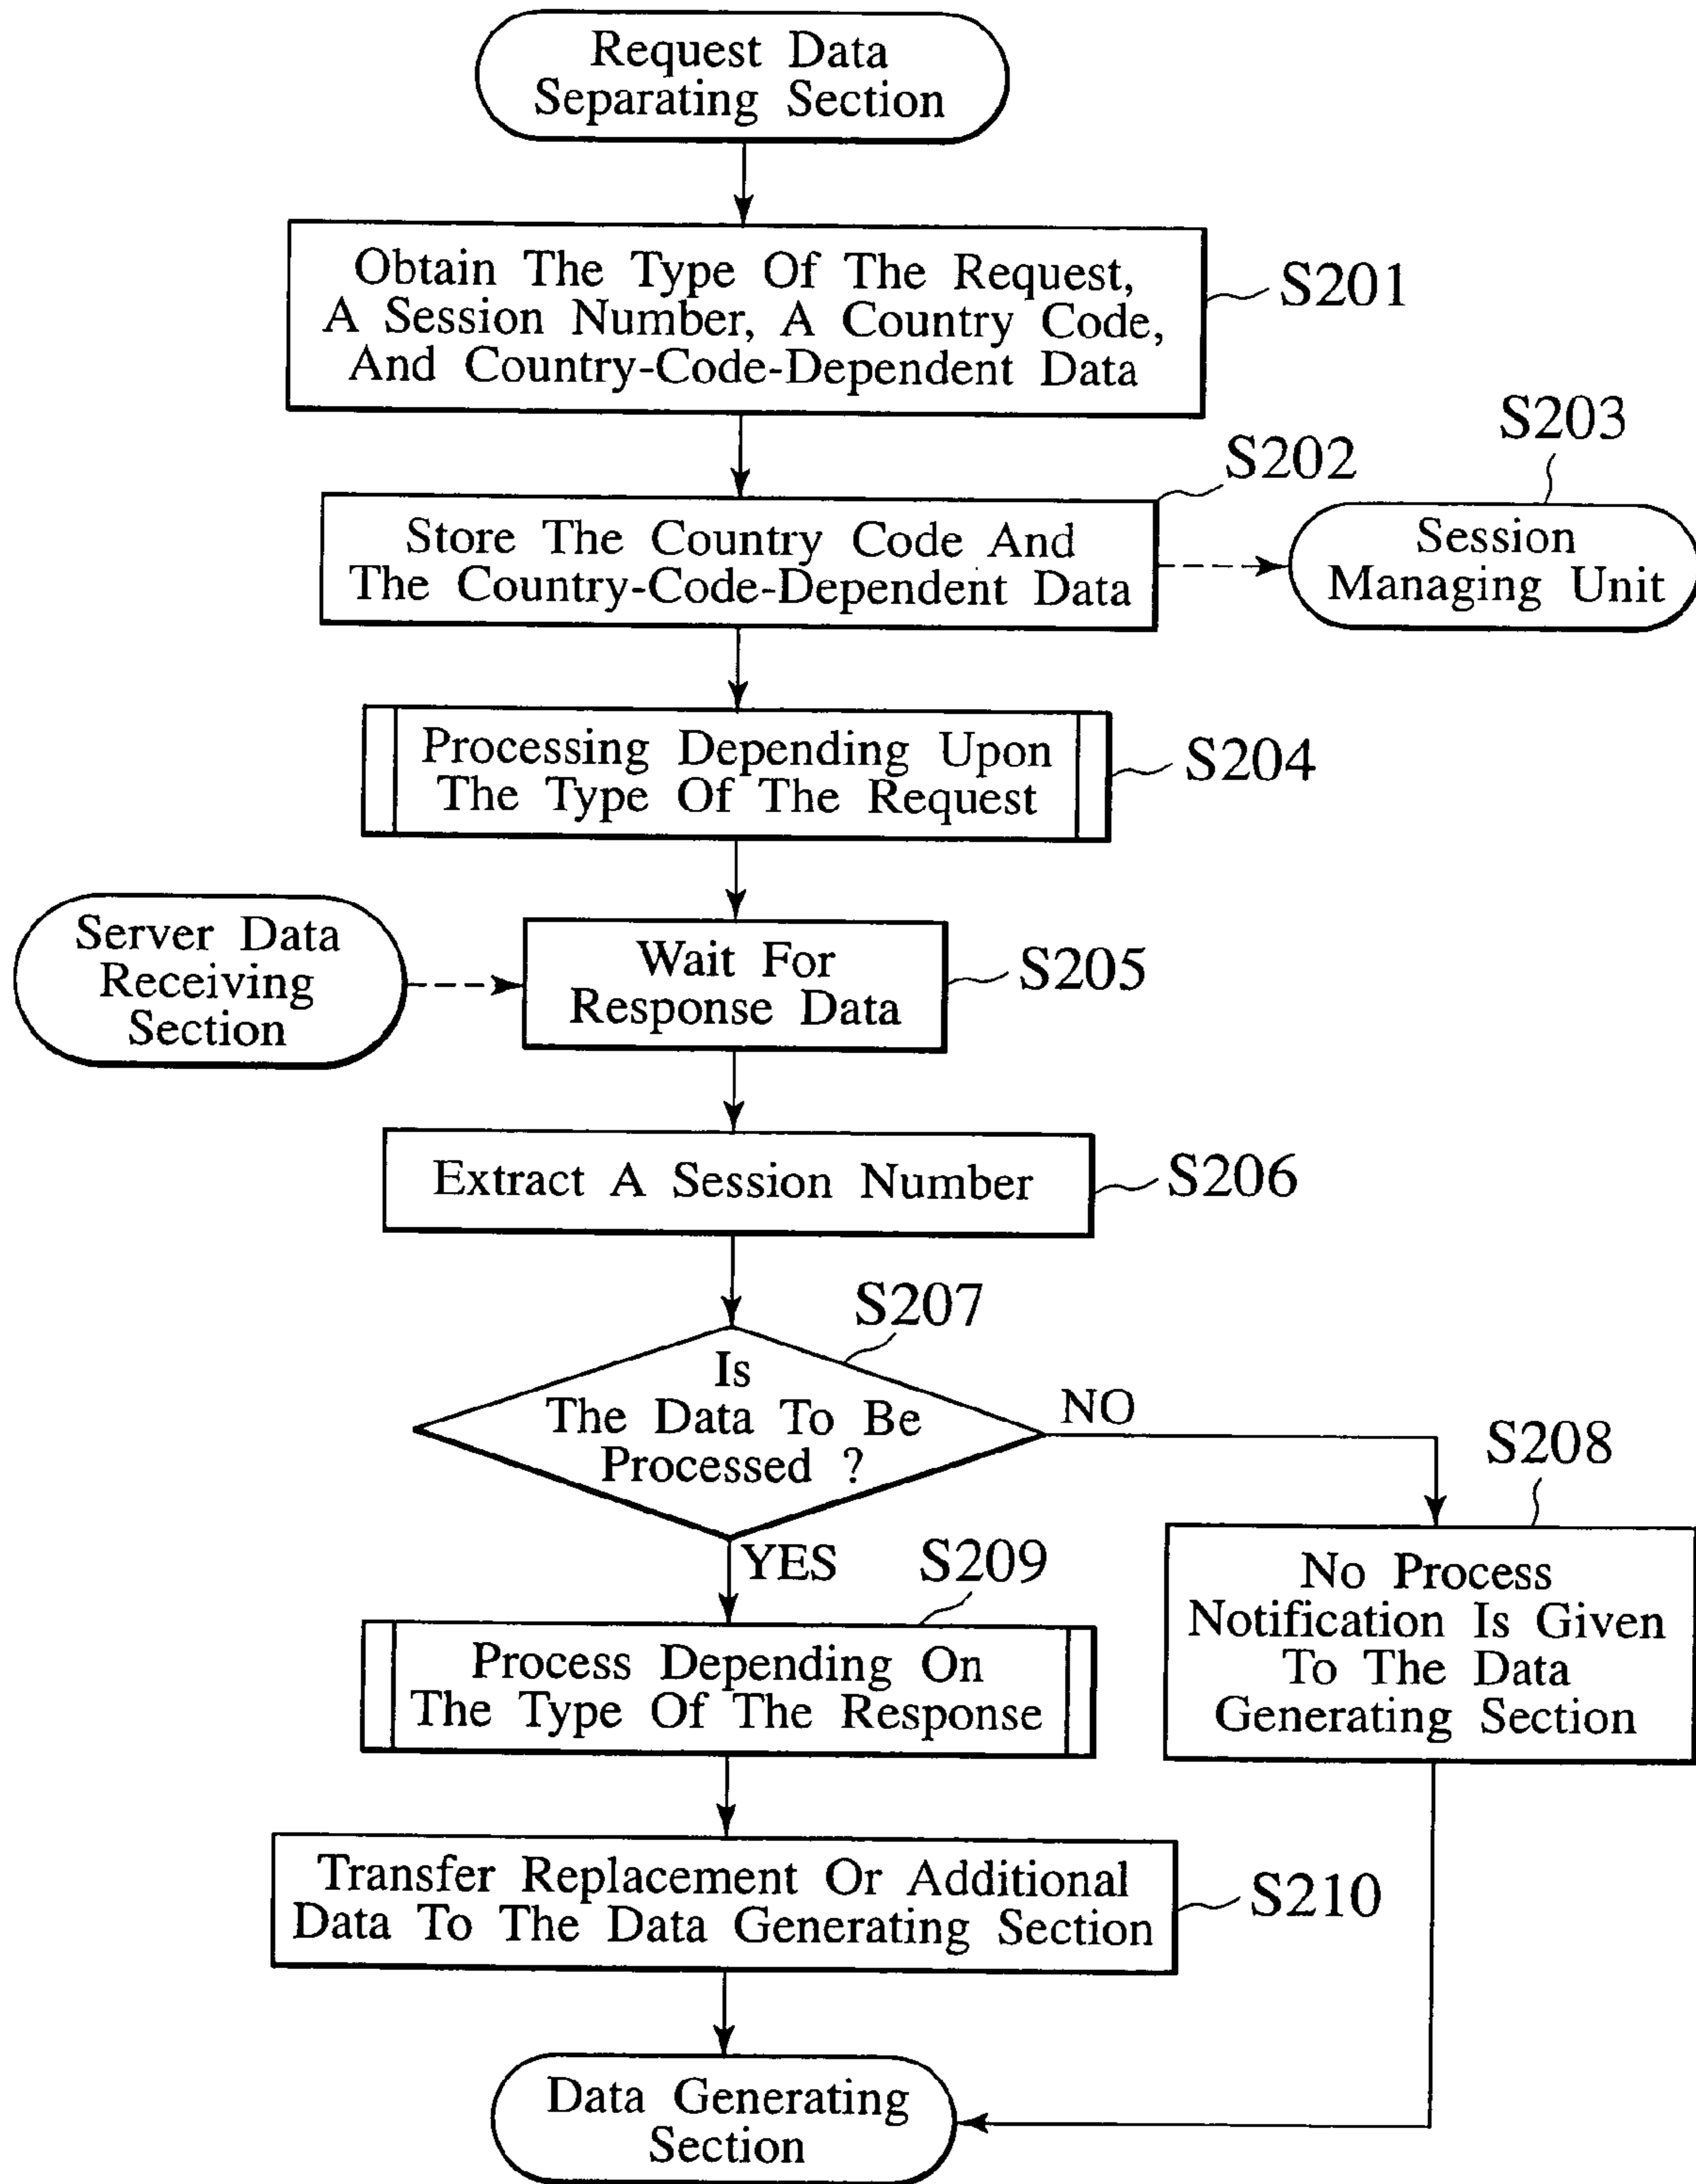 Request Data
Separating Section
Obtain The Type Of The Request,
A Session Number, A Country Code,
And Country-Code-Dependent Data
S201
S203
S202
Store The Country Code And
The Country-Code-Dependent Data
Session
Managing Unit
Processing Depending Upon
The Type Of The Request
S204
Server Data
Receiving
Section
Wait For
Response Data
S205
Extract A Session Number
S206
S207
Is
The Data To Be
Processed ?
NO
S208
YES
S209
No Process
Notification Is Given
To The Data
Generating Section
Process Depending On
The Type Of The Response
Transfer Replacement Or Additional
Data To The Data Generating Section
S210
Data Generating
Section